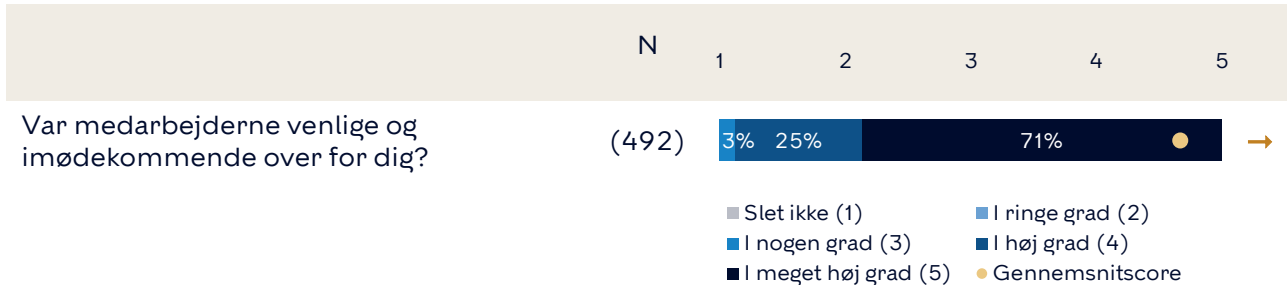 N
1 2 3 4 5
Var medarbejderne venlige og
imødekommende over for dig?
(492)
3% 25% 71%
Slet ikke (1) I ringe grad (2)
I nogen grad (3) I høj grad (4)
I meget høj grad (5) Gennemsnitscore